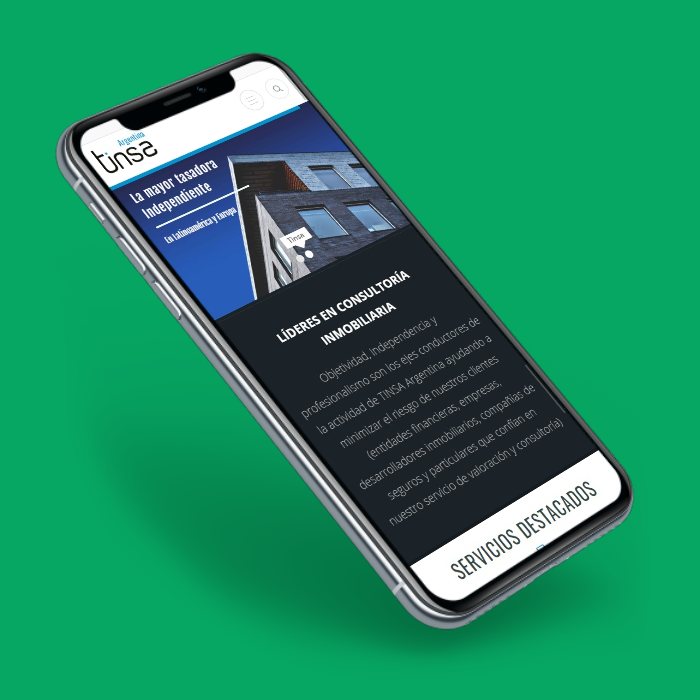 Argentina
tinsa
La mayor tasadora
Independiente
En Latinoamérica y Europa
Tinsa
LÍDERES EN CONSULTORÍA
INMOBILIARIA
Objetividad, independencia y
profesionalismo son los ejes conductores de
la actividad de TINSA Argentina ayudando a
minimizar el riesgo de nuestros clientes
(entidades financieras, empresas,
desarrolladores inmobiliarios, compañías de
seguros y particulares que confían en
nuestro servicio de valoración y consultoría)
SERVICIOS DESTACADOS